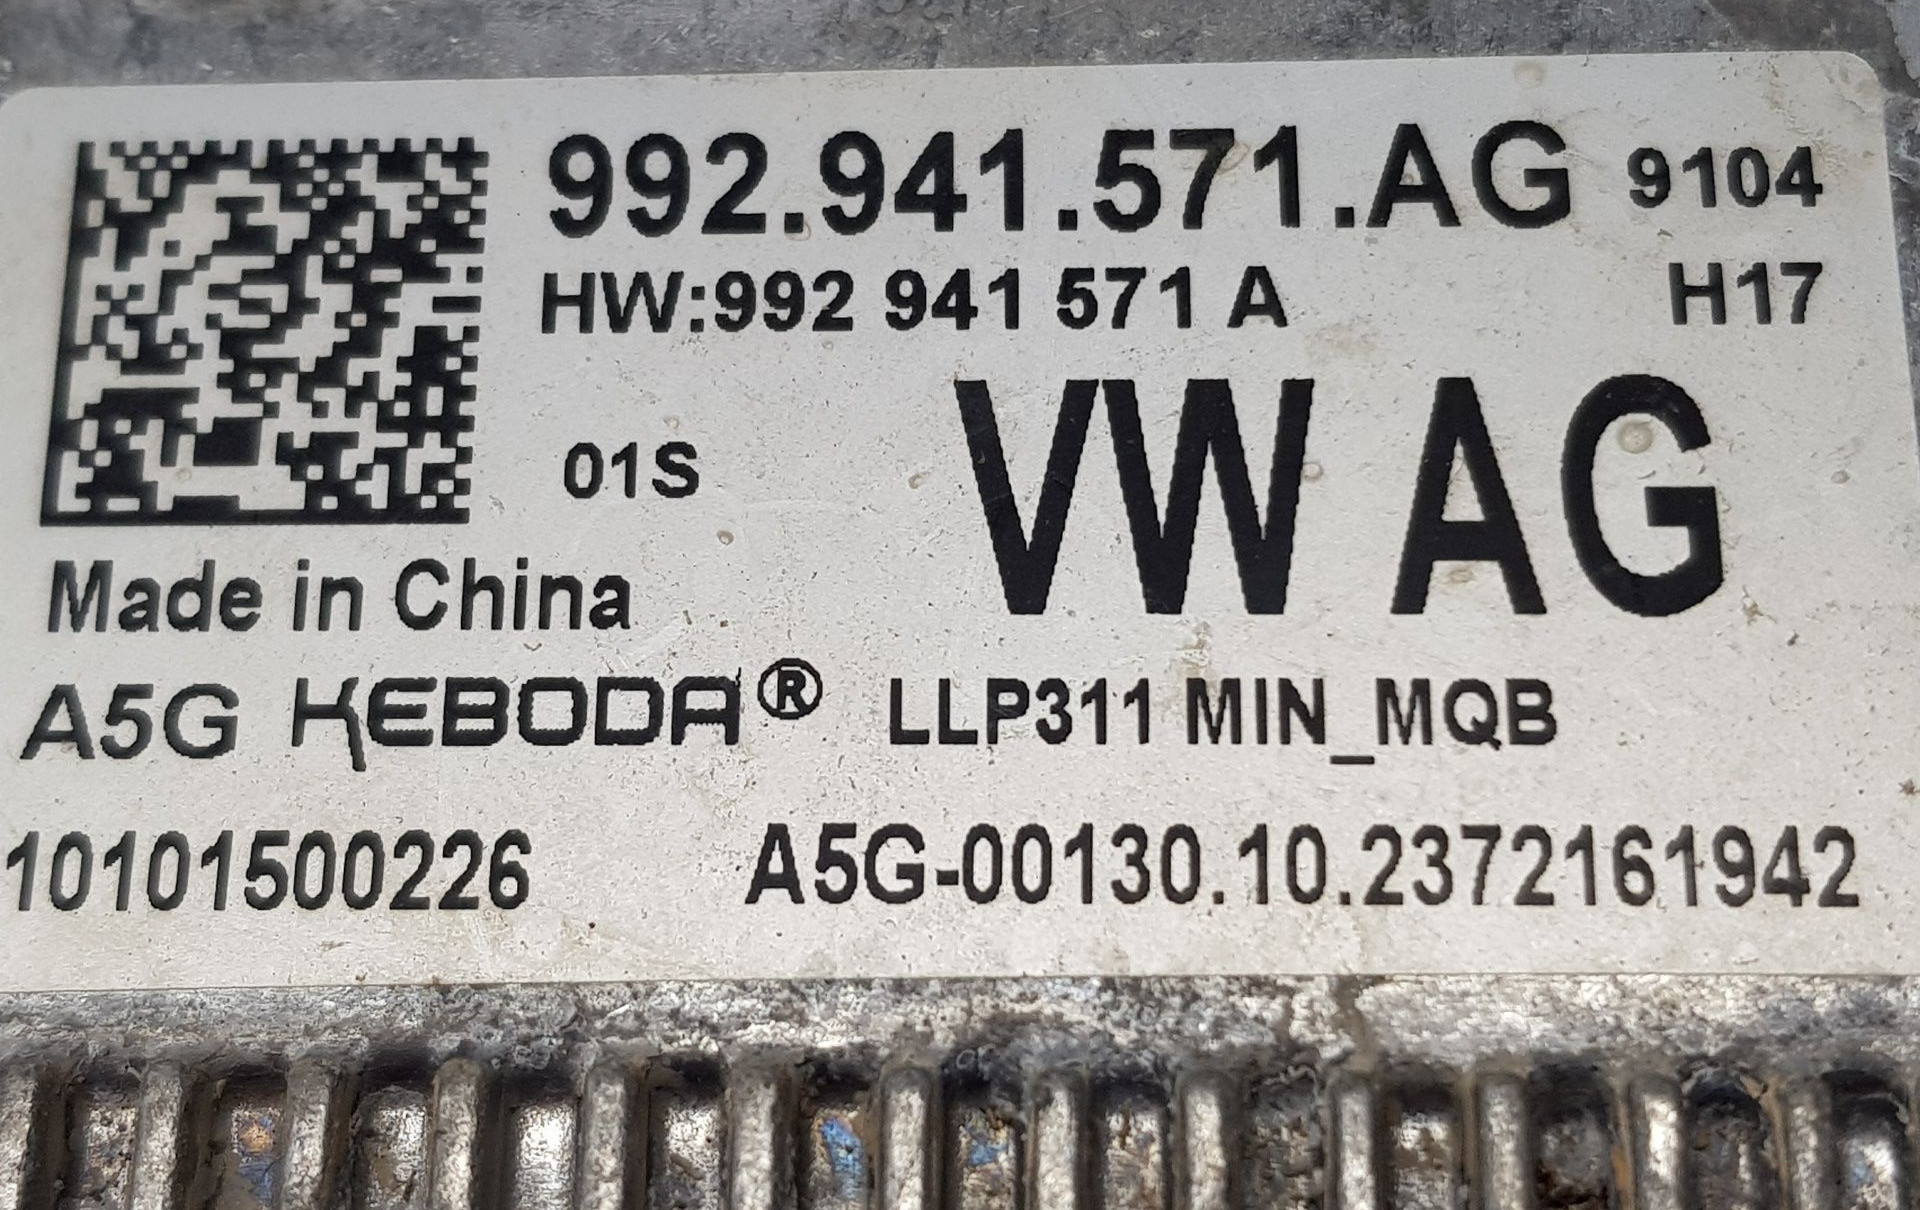 992.941.571.AG 9104
HW:992 941 571 A H17
01S VW AG
Made in China
A5G KEBODA® LLP311 MIN_MQB
10101500226 A5G-00130.10.2372161942